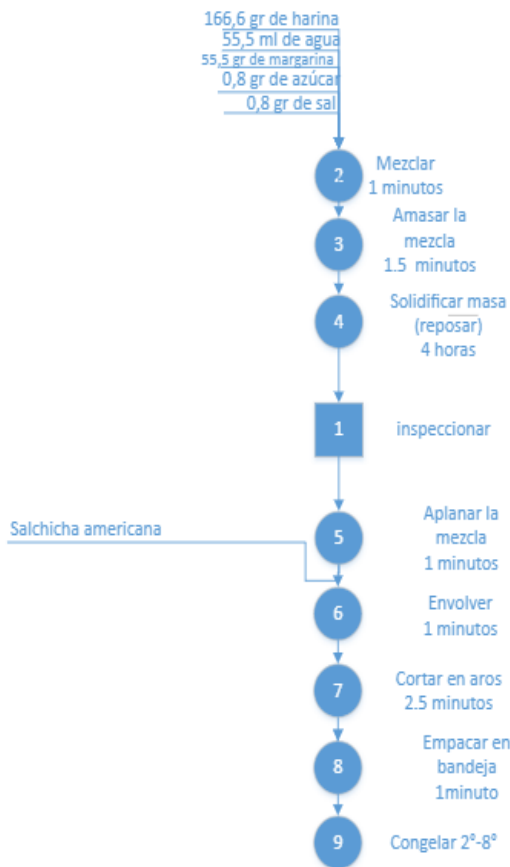 166,6 gr de harina
55,5 ml de agua
55,5 gr de margarina
0,8 gr de azúcar
0,8 gr de sal
2
Mezclar
1 minutos
3
Amasar la
mezcla
1.5 minutos
4
Solidificar masa
(reposar)
4 horas
1
inspeccionar
Salchicha americana
5
Aplanar la
mezcla
1 minutos
6
Envolver
1 minutos
7
Cortar en aros
2.5 minutos
8
Empacar en
bandeja
1minuto
9
Congelar 2°-8°